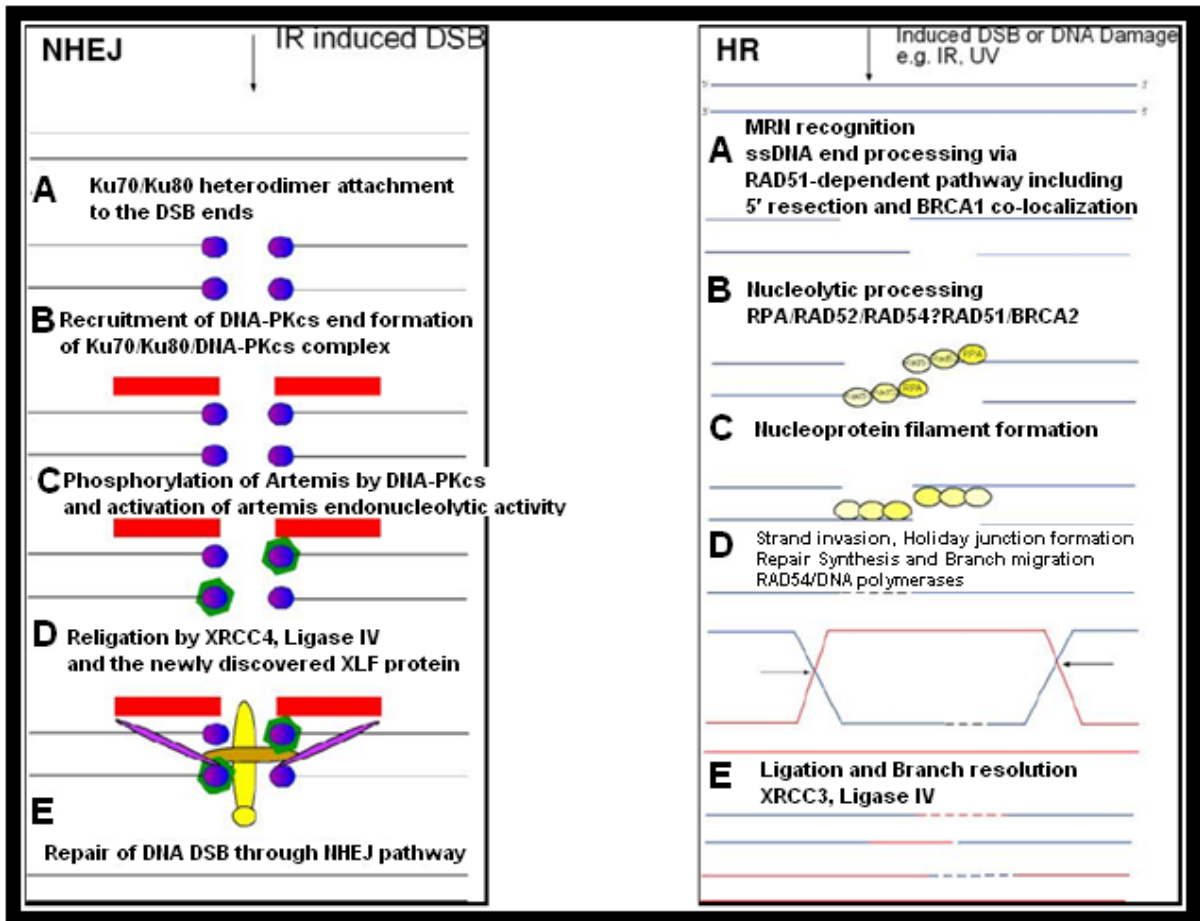 NHEJ
IR induced DSB
A
Ku70/Ku80 heterodimer attachment
to the DSB ends
B
Recruitment of DNA-PKcs end formation
of Ku70/Ku80/DNA-PKcs complex
C
Phosphorylation of Artemis by DNA-PKcs
and activation of artemis endonucleolytic activity
D
Religation by XRCC4, Ligase IV
and the newly discovered XLF protein
E
Repair of DNA DSB through NHEJ pathway
HR
Induced DSB or DNA Damage
e.g. IR, UV
A
MRN recognition
ssDNA end processing via
RAD51-dependent pathway including
5' resection and BRCA1 co-localization
B
Nucleolytic processing
RPA/RAD52/RAD54?RAD51/BRCA2
RPA
RPA
C
Nucleoprotein filament formation
D
Strand invasion, Holiday junction formation
Repair Synthesis and Branch migration
RAD54/DNA polymerases
E
Ligation and Branch resolution
XRCC3, Ligase IV